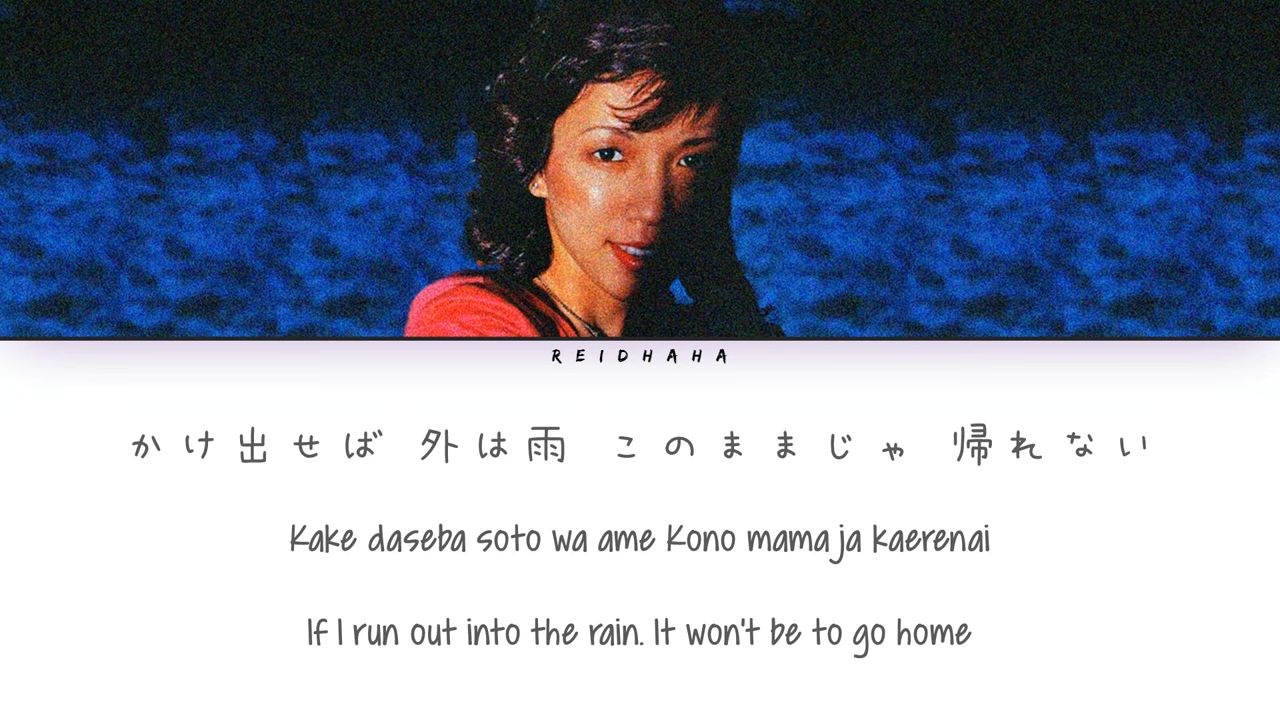 REIDHAHA
かけ出せば 外は雨 このままじゃ 帰れない
Kake daseba soto wa ame Kono mama ja kaerenai
If I run out into the rain. It won't be to go home